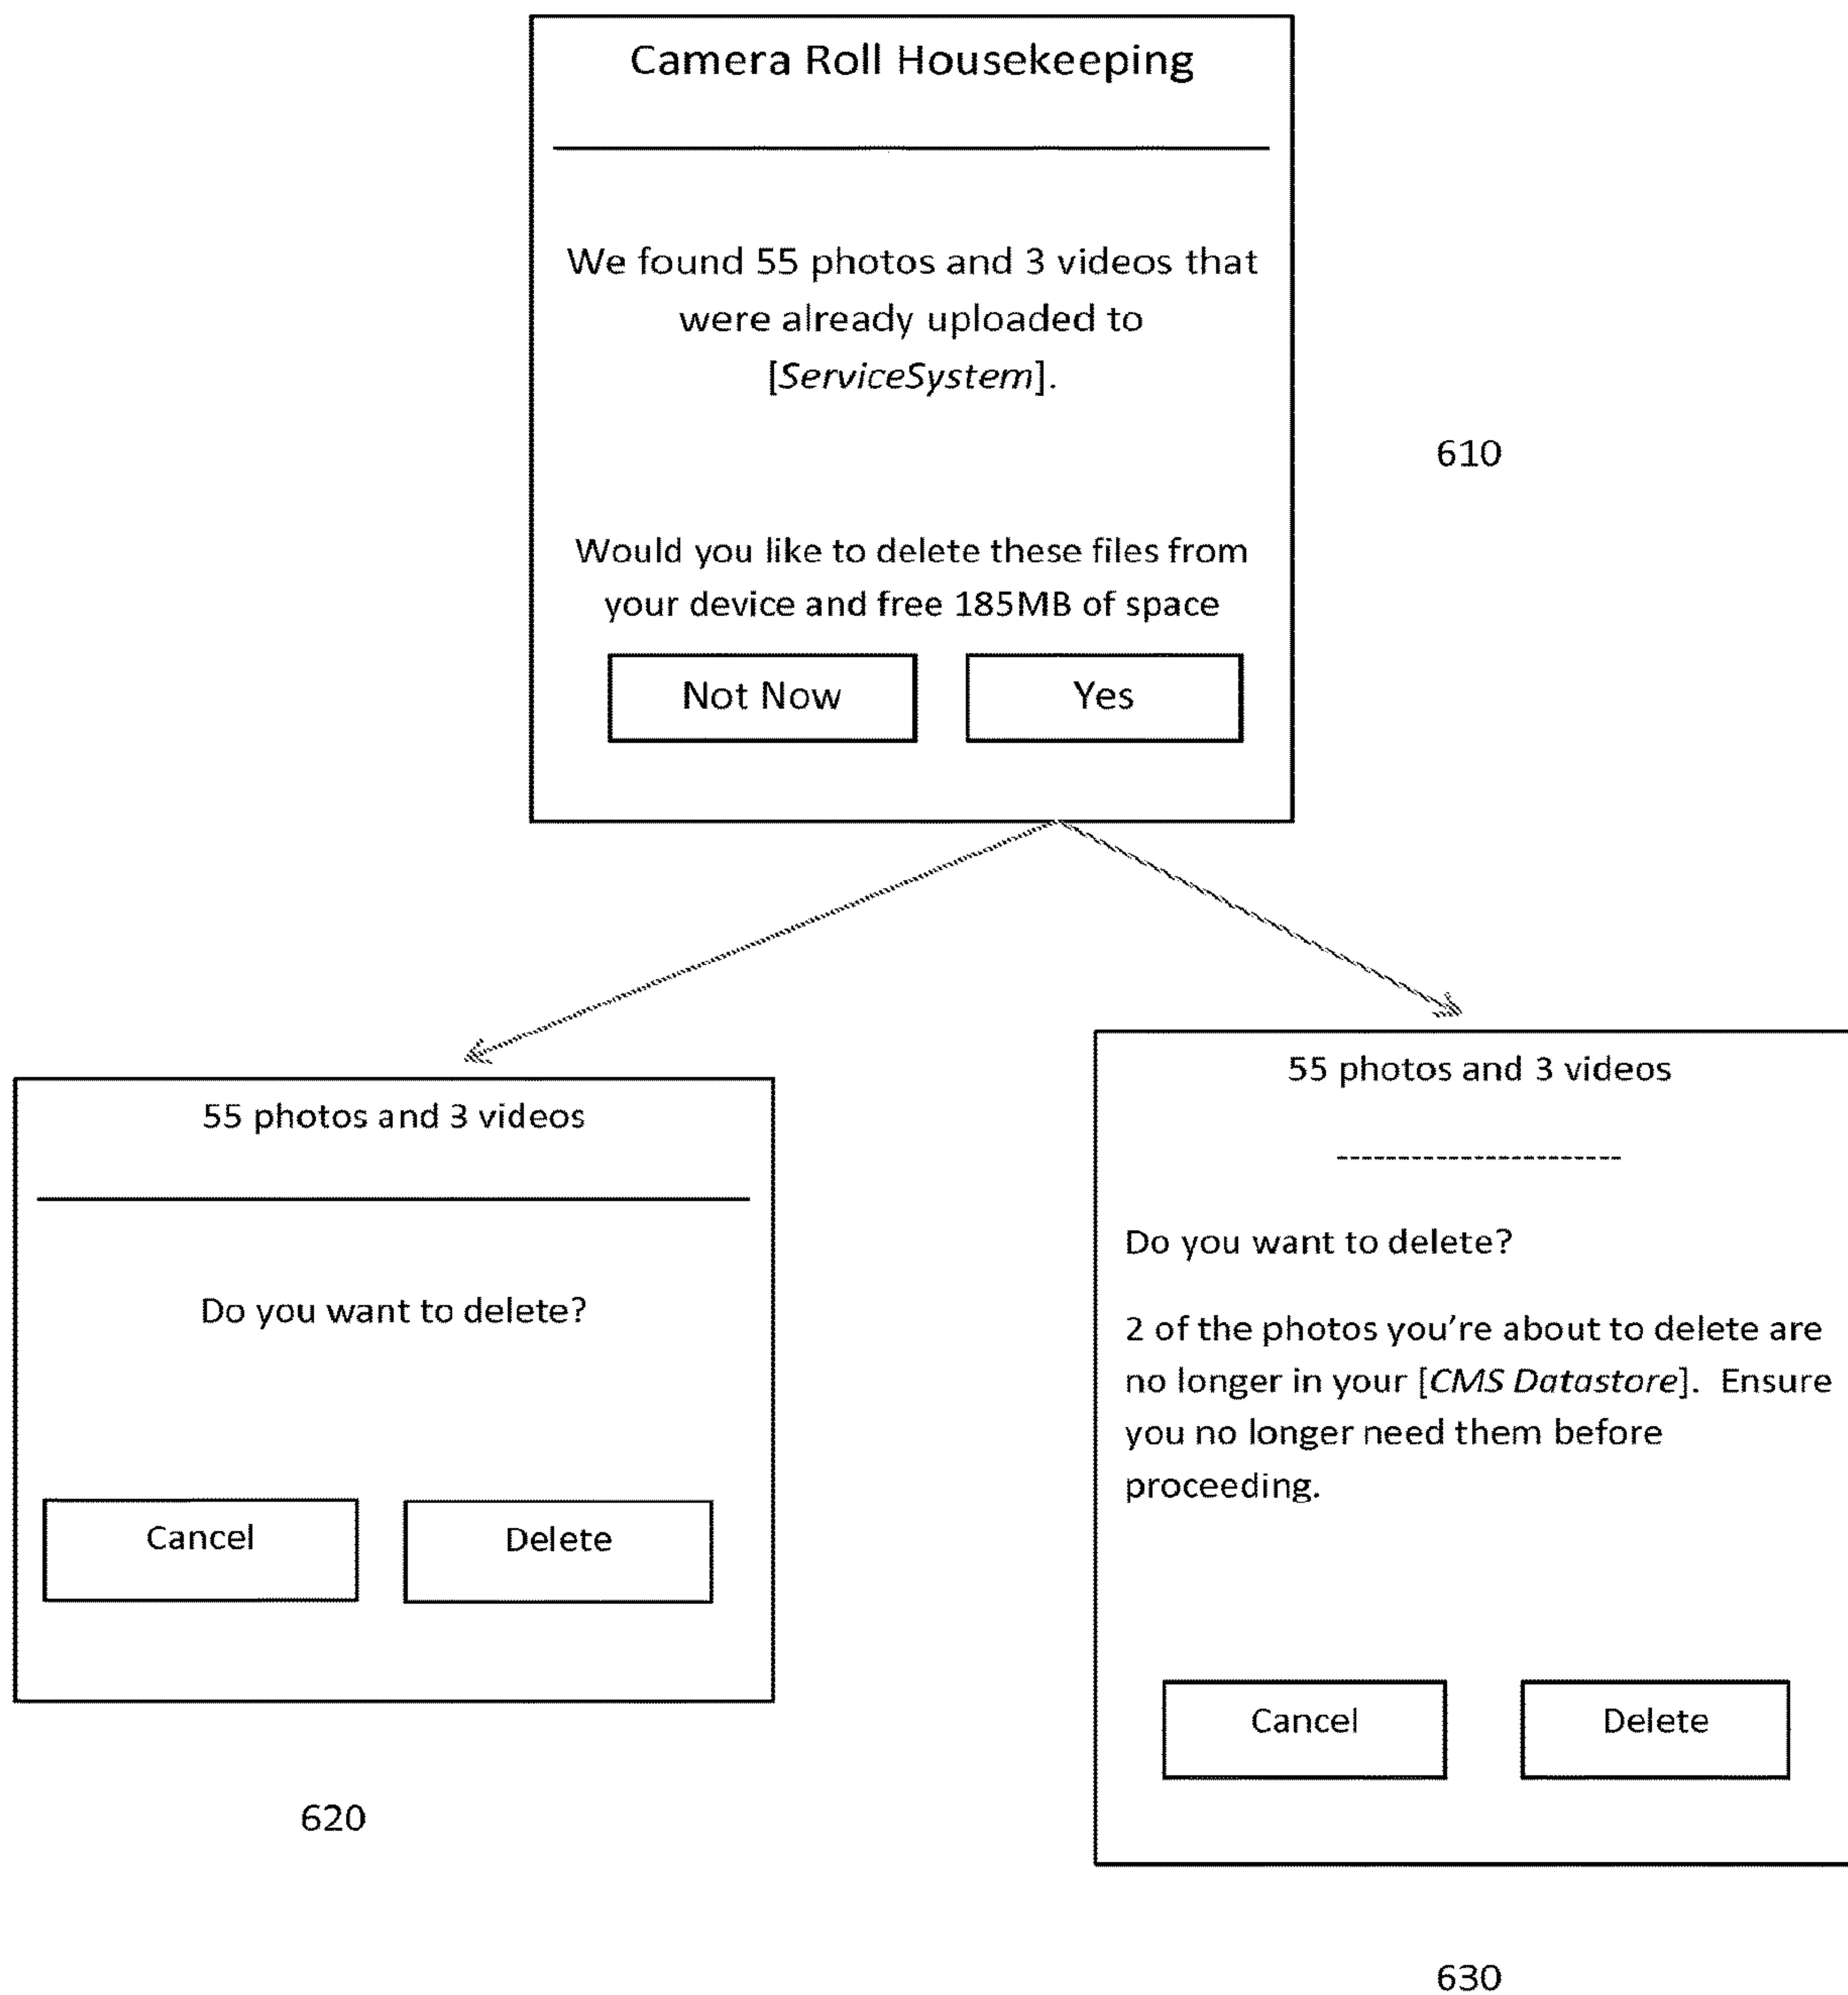 Camera Roll Housekeeping
We found 55 photos and 3 videos that
were already uploaded to
[ServiceSystem].
610
Would you like to delete these files from
your device and free 185MB of space
Not Now
Yes
55 photos and 3 videos
Do you want to delete?
Cancel
Delete
620
55 photos and 3 videos
----------------------
Do you want to delete?
2 of the photos you're about to delete are
no longer in your [CMS Datastore].  Ensure
you no longer need them before
proceeding.
Cancel
Delete
630